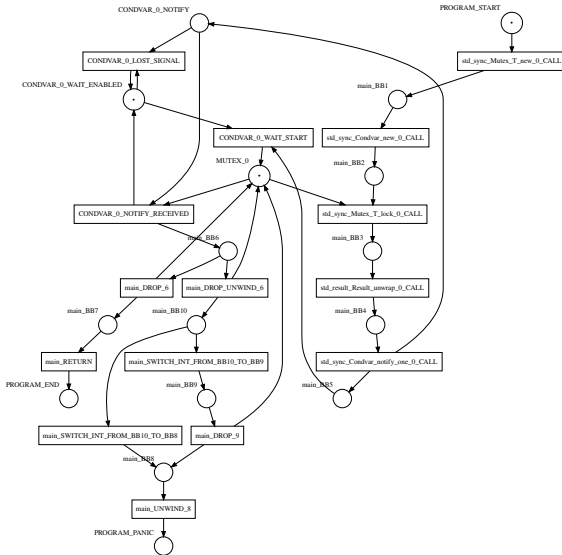 CONDVAR_0_NOTIFY
PROGRAM_START
CONDVAR_0_LOST_SIGNAL
std_sync_Mutex_T_new_0_CALL
CONDVAR_0_WAIT_ENABLED
main_BB1
CONDVAR_0_WAIT_START
std_sync_Condvar_new_0_CALL
MUTEX_0
main_BB2
CONDVAR_0_NOTIFY_RECEIVED
std_sync_Mutex_T_lock_0_CALL
main_BB6
main_BB3
main_DROP_6
main_DROP_UNWIND_6
std_result_Result_unwrap_0_CALL
main_BB7
main_BB10
main_BB4
main_RETURN
main_SWITCH_INT_FROM_BB10_TO_BB9
std_sync_Condvar_notify_one_0_CALL
PROGRAM_END
main_BB9
main_BB5
main_SWITCH_INT_FROM_BB10_TO_BB8
main_DROP_9
main_BB8
main_UNWIND_8
PROGRAM_PANIC